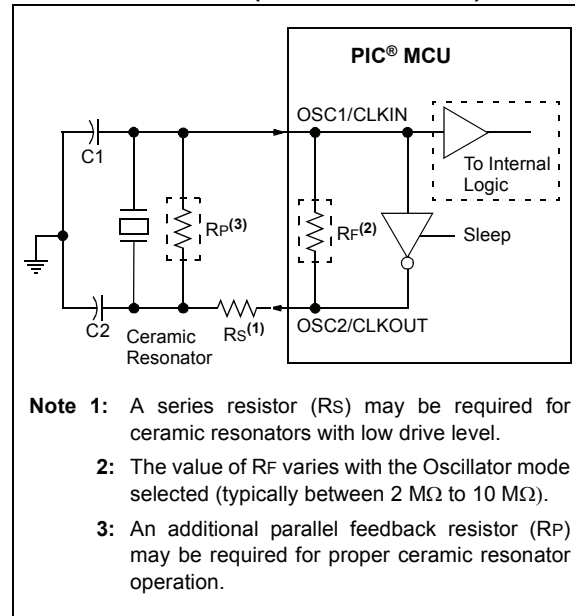 PIC® MCU
OSC1/CLKIN
C1
To Internal
Logic
RP(3)
RF(2)
Sleep
OSC2/CLKOUT
C2
Ceramic
Resonator
RS(1)
Note 1: A series resistor (RS) may be required for
ceramic resonators with low drive level.
2: The value of RF varies with the Oscillator mode
selected (typically between 2 MΩ to 10 MΩ).
3: An additional parallel feedback resistor (RP)
may be required for proper ceramic resonator
operation.